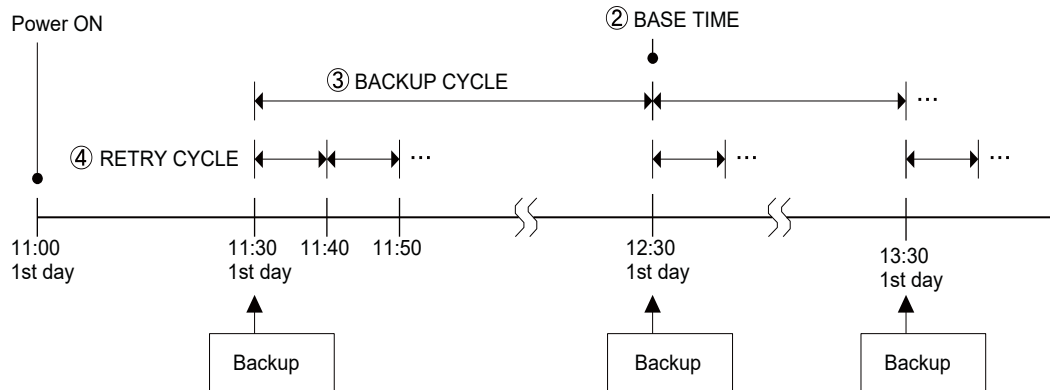 Power ON
② BASE TIME
③ BACKUP CYCLE
...
④ RETRY CYCLE
...
...
...
11:00
1st day
11:30
1st day
11:40
11:50
12:30
1st day
13:30
1st day
Backup
Backup
Backup